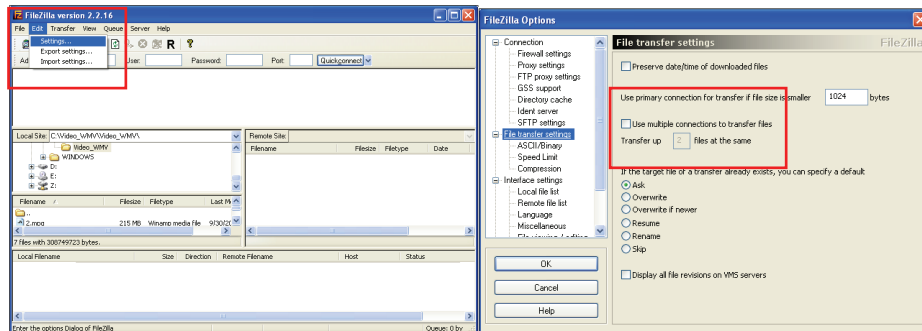 FileZilla version 2.2.16
File Edit Transfer View Queue Server Help
Settings...
Export settings...
Import settings...
R ?
Ad
User:
Password:
Port:
Quickconnect
Local Site: C:\Video_WMV\Video_WMV\
Video_WMV
WINDOWS
D:
E:
Z:
Remote Site:
Filename Filesize Filetype Date
Filename / Filesize Filetype Last M
..
2.mpg 215 MB Winamp media file
7 files with 308749723 bytes.
Local Filename Size Direction Remote Filename Host Status
Enter the options Dialog of FileZilla
Queue: 0 by
FileZilla Options
Connection
Firewall settings
Proxy settings
FTP proxy settings
GSS support
Directory cache
Ident server
SFTP settings
File transfer settings
ASCII/Binary
Speed Limit
Compression
Interface settings
Local file list
Remote file list
Language
Miscellaneous
OK
Cancel
Help
File transfer settings FileZilla
Preserve date/time of downloaded files
Use primary connection for transfer if file size is smaller 1024 bytes
Use multiple connections to transfer files
Transfer up 2 files at the same
If the target file of a transfer already exists, you can specify a default
Ask
Overwrite
Overwrite if newer
Resume
Rename
Skip
Display all file revisions on VMS servers